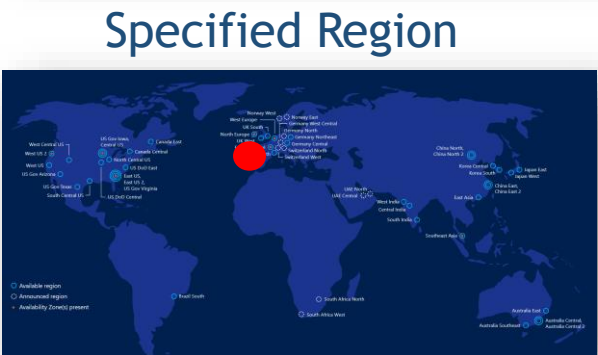 Specified Region
Norway West
Norway East
West Europe
Germany West Central
UK South
Germany North
North Europe
Germany Northeast
UK West
Germany Central
Switzerland North
Switzerland West
West Central US
US Gov Iowa,
Central US
Canada East
Canada Central
West US 2
North Central US
West US
US DoD East
US Gov Arizona
East US,
East US 2,
US Gov Virginia
US Gov Texas
South Central US
US DoD Central
China North,
China North 2
Korea Central
Korea South
Japan East
Japan West
China East,
China East 2
East Asia
UAE North
UAE Central
West India
Central India
South India
Southeast Asia
Available region
Announced region
Availability Zone(s) present
Brazil South
South Africa North
South Africa West
Australia East
Australia Central,
Australia Central 2
Australia Southeast